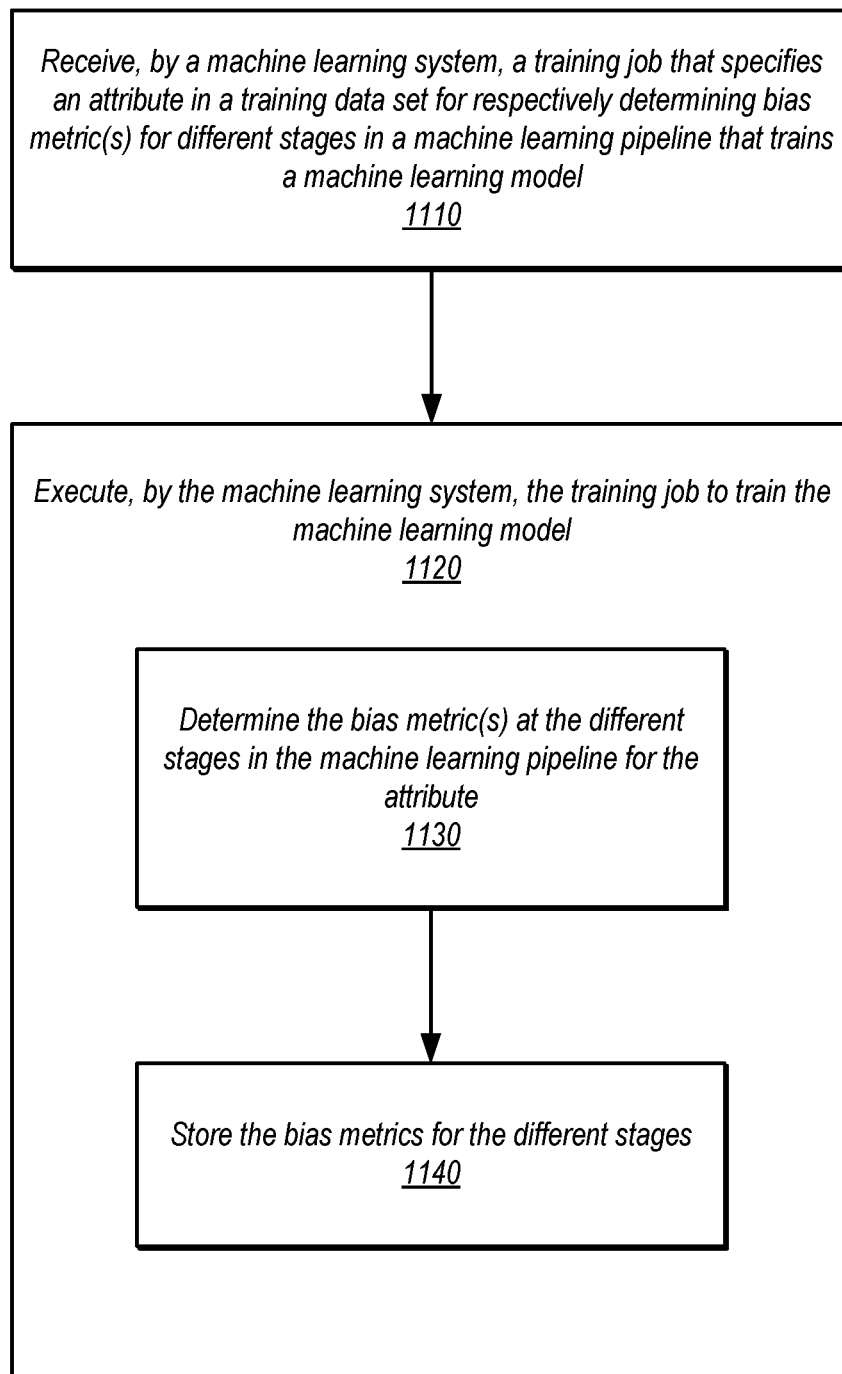 Receive, by a machine learning system, a training job that specifies
an attribute in a training data set for respectively determining bias
metric(s) for different stages in a machine learning pipeline that trains
a machine learning model
1110
Execute, by the machine learning system, the training job to train the
machine learning model
1120
Determine the bias metric(s) at the different
stages in the machine learning pipeline for the
attribute
1130
Store the bias metrics for the different stages
1140